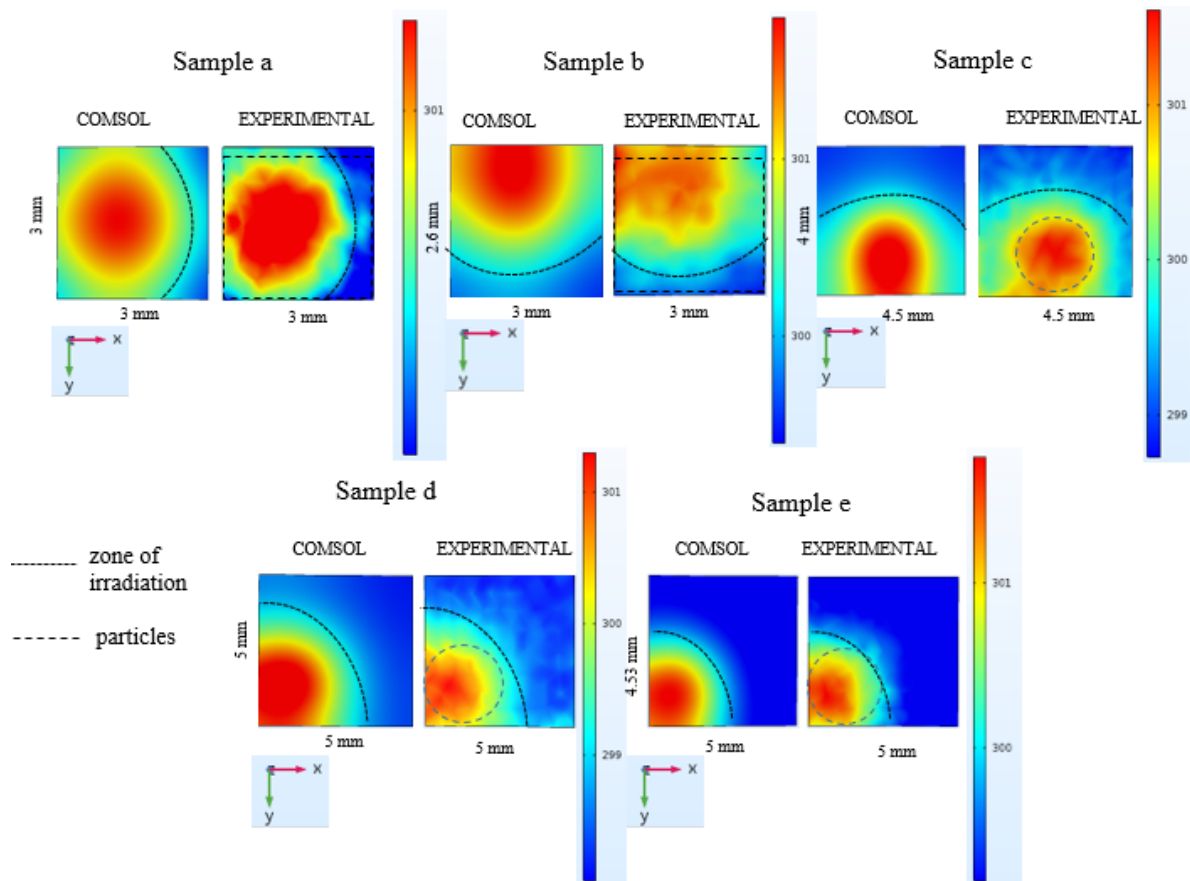 Sample a
COMSOL
EXPERIMENTAL
3 mm
3 mm
3 mm
x
y
301
Sample b
COMSOL
EXPERIMENTAL
2.6 mm
3 mm
3 mm
x
y
301
300
Sample c
COMSOL
EXPERIMENTAL
4 mm
4.5 mm
4.5 mm
x
y
301
300
299
zone of
irradiation
particles
Sample d
COMSOL
EXPERIMENTAL
5 mm
5 mm
5 mm
x
y
301
300
299
Sample e
COMSOL
EXPERIMENTAL
4.53 mm
5 mm
5 mm
x
y
301
300